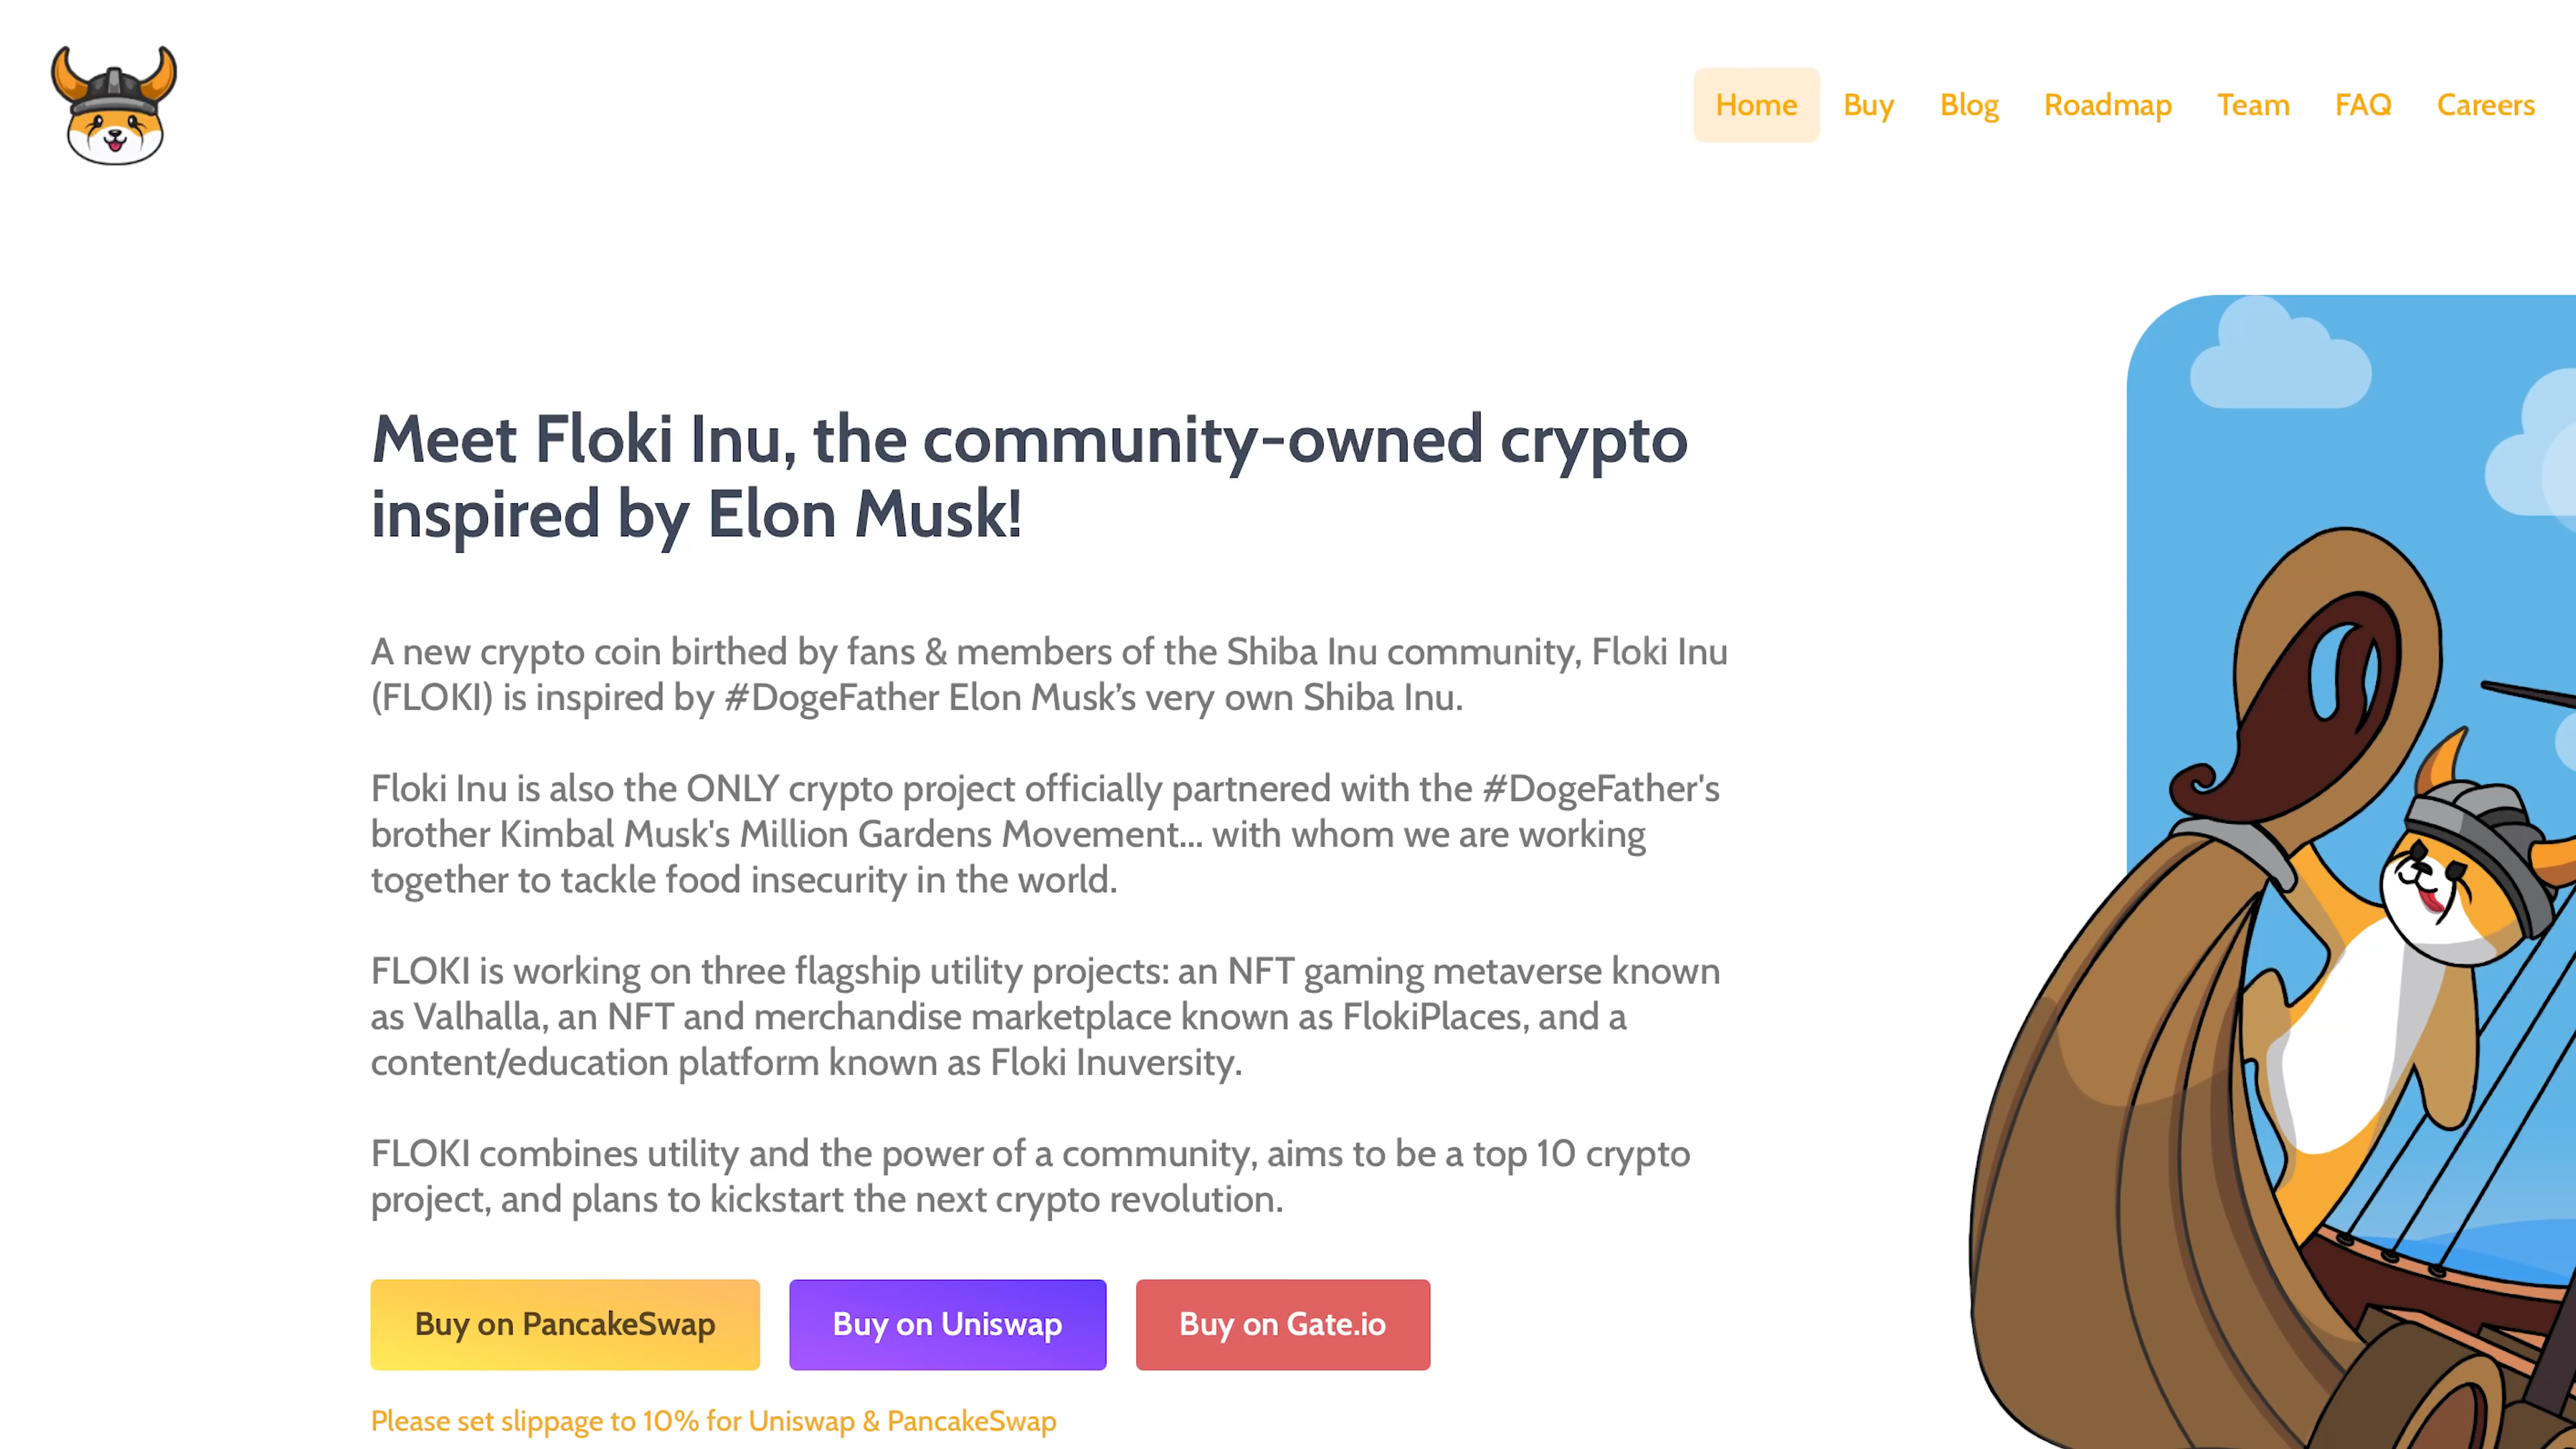 Home Buy Blog Roadmap Team FAQ Careers
Meet Floki Inu, the community-owned crypto
inspired by Elon Musk!
A new crypto coin birthed by fans & members of the Shiba Inu community, Floki Inu
(FLOKI) is inspired by #DogeFather Elon Musk’s very own Shiba Inu.
Floki Inu is also the ONLY crypto project officially partnered with the #DogeFather's
brother Kimbal Musk's Million Gardens Movement... with whom we are working
together to tackle food insecurity in the world.
FLOKI is working on three flagship utility projects: an NFT gaming metaverse known
as Valhalla, an NFT and merchandise marketplace known as FlokiPlaces, and a
content/education platform known as Floki Inuversity.
FLOKI combines utility and the power of a community, aims to be a top 10 crypto
project, and plans to kickstart the next crypto revolution.
Buy on PancakeSwap Buy on Uniswap Buy on Gate.io
Please set slippage to 10% for Uniswap & PancakeSwap